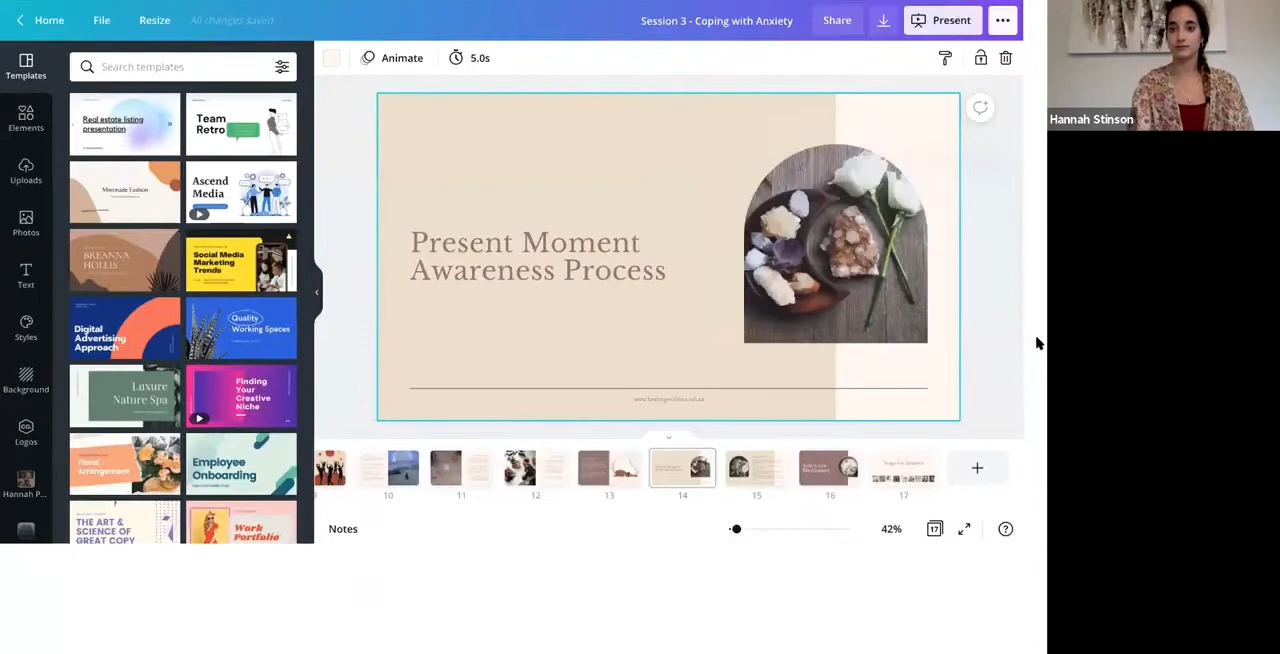 Home
File
Resize
All changes saved
Session 3 - Coping with Anxiety
Share
Present
Templates
Elements
Uploads
Photos
Text
Styles
Background
Logos
Hannah P...
Search templates
Real estate listing
presentation
Team
Retro
Ascend
Media
BREANNA
HOLLIS
Social Media
Marketing
Trends
Digital
Advertising
Approach
Quality
Working Spaces
Luxure
Nature Spa
Finding
Your
Creative
Niche
Floral
Arrangement
Employee
Onboarding
THE ART &
SCIENCE OF
GREAT COPY
Work
Portfolio
Animate
5.0s
Present Moment
Awareness Process
10
11
12
13
14
15
16
17
Notes
42%
17
Hannah Stinson